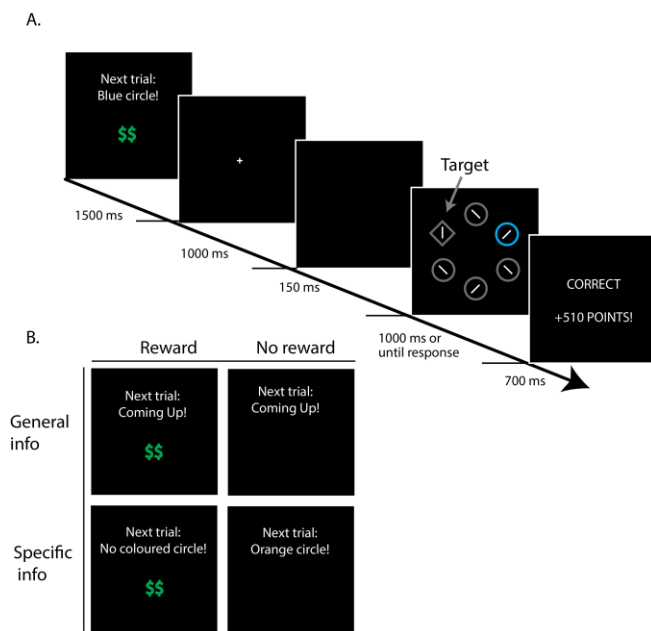 A.
Next trial:
Blue circle!
$$
+
Target
CORRECT
+510 POINTS!
1500 ms
1000 ms
150 ms
1000 ms or
until response
700 ms
B.
Reward
No reward
General
info
Next trial:
Coming Up!
$$
Next trial:
Coming Up!
Specific
info
Next trial:
No coloured circle!
$$
Next trial:
Orange circle!